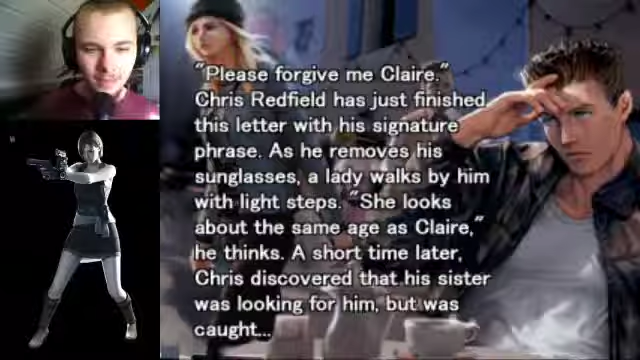 "Please forgive me Claire."
Chris Redfield has just finished
this letter with his signature
phrase. As he removes his
sunglasses, a lady walks by him
with light steps. "She looks
about the same age as Claire,"
he thinks. A short time later,
Chris discovered that his sister
was looking for him, but was
caught...